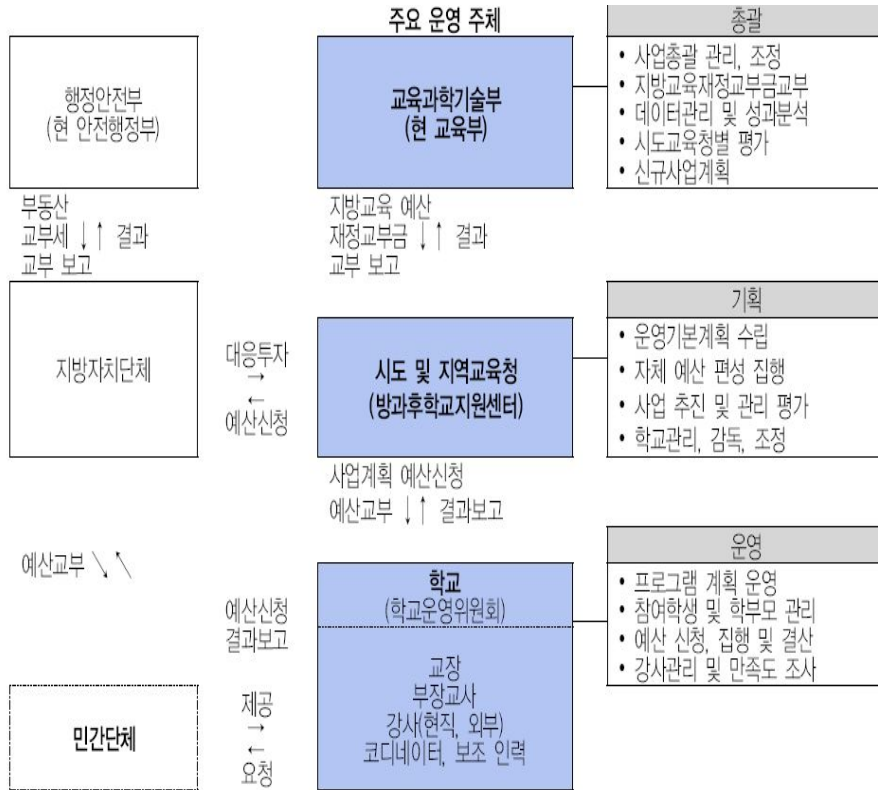 주요 운영 주체
행정안전부
(현 안전행정부)
교육과학기술부
(현 교육부)
총괄
• 사업총괄 관리, 조정
• 지방교육재정교부금교부
• 데이터관리 및 성과분석
• 시도교육청별 평가
• 신규사업계획
부동산
교부세 ↓↑ 결과
교부 보고
지방교육 예산
재정교부금 ↓↑ 결과
교부 보고
지방자치단체
대응투자
→
←
예산신청
시도 및 지역교육청
(방과후학교지원센터)
기획
• 운영기본계획 수립
• 자체 예산 편성 집행
• 사업 추진 및 관리 평가
• 학교관리, 감독, 조정
사업계획 예산신청
예산교부 ↓↑ 결과보고
예산교부 ↘↖
예산신청
결과보고
학교
(학교운영위원회)
교장
부장교사
강사(현직, 외부)
코디네이터, 보조 인력
운영
• 프로그램 계획 운영
• 참여학생 및 학부모 관리
• 예산 신청, 집행 및 결산
• 강사관리 및 만족도 조사
민간단체
제공
→
←
요청